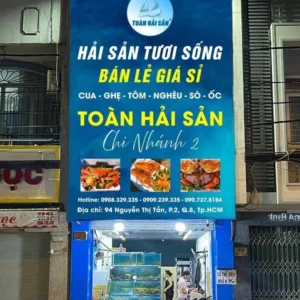 TOÀN HẢI SẢN
HẢI SẢN TƯƠI SỐNG
BÁN LẺ GIÁ SỈ
CUA - GHẸ - TÔM - NGHÊU - SÒ - ỐC
TOÀN HẢI SẢN
Chi Nhánh 2
Hotline: 0908.329.335 - 0909.239.335 - 090.727.8184
Địa chỉ: 94 Nguyễn Thị Tần, P.2, Q.8, Tp.HCM
ỌC